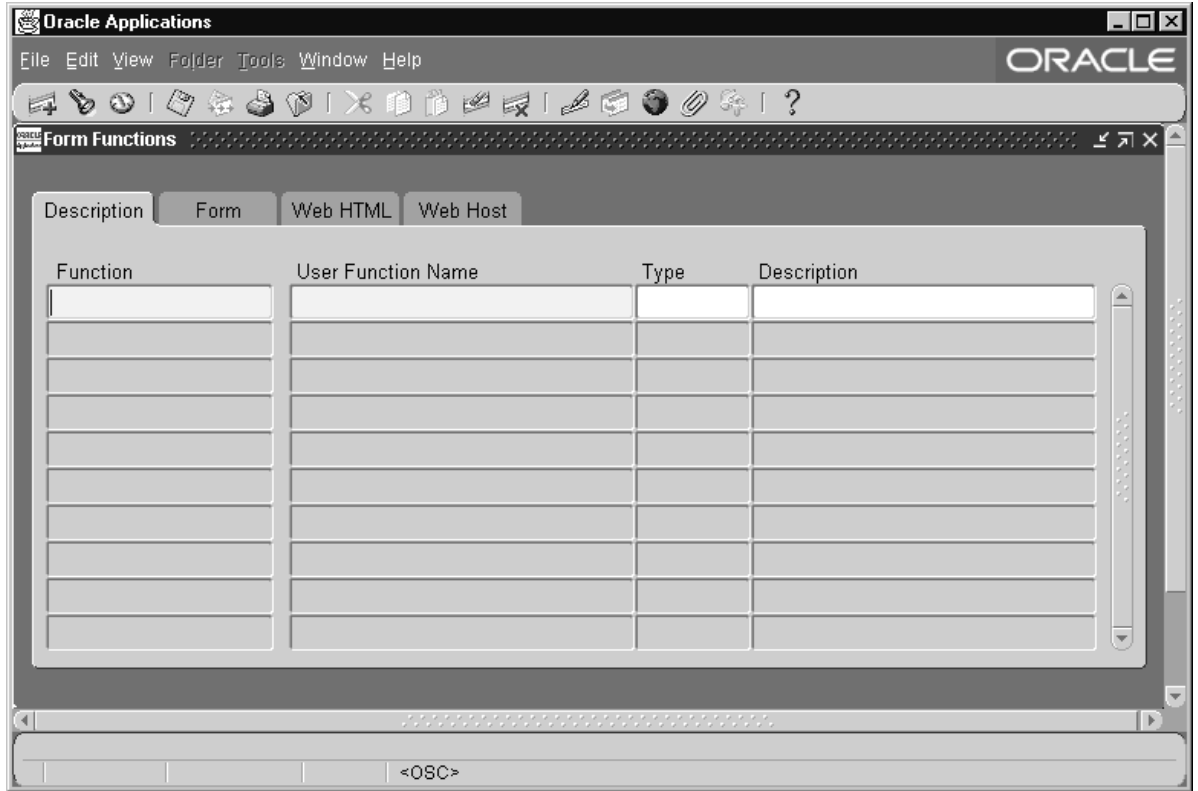 Oracle Applications
File Edit View Folder Tools Window Help
ORACLE
?
Form Functions
Description Form Web HTML Web Host
Function User Function Name Type Description
<OSC>